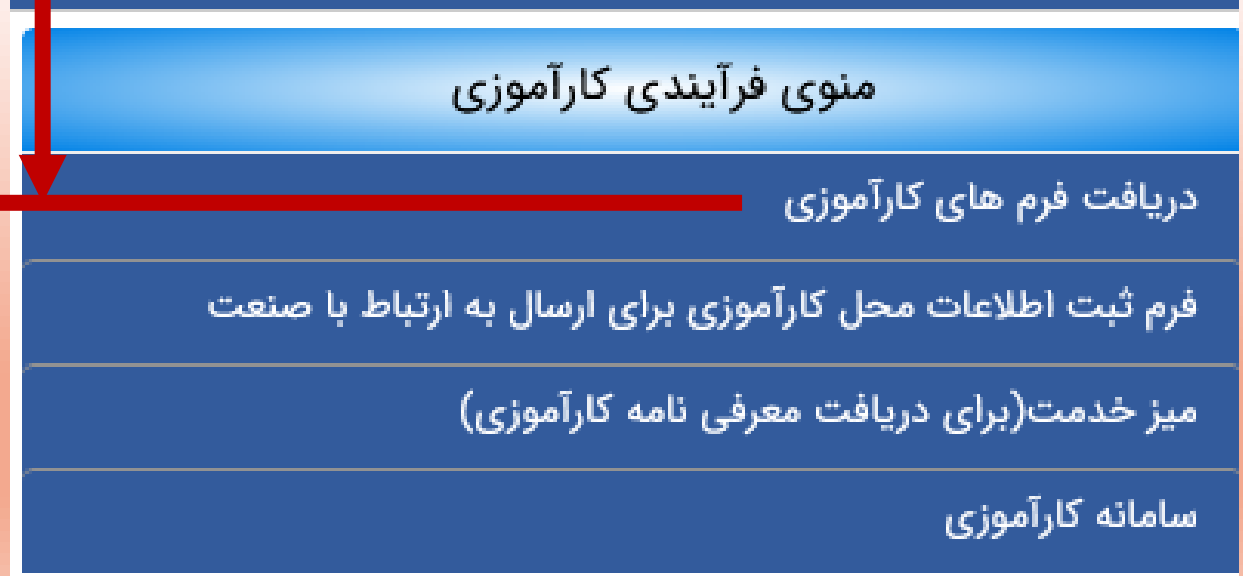 منوی فرآیندی کارآموزی
دریافت فرم های کارآموزی
فرم ثبت اطلاعات محل کارآموزی برای ارسال به ارتباط با صنعت
میز خدمت(برای دریافت معرفی نامه کارآموزی)
سامانه کارآموزی